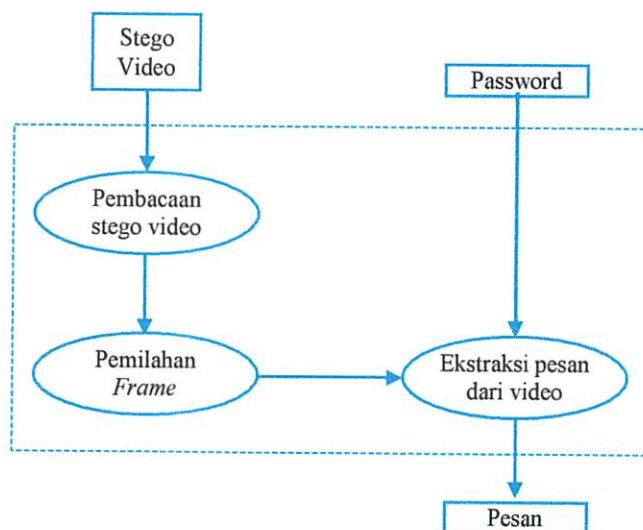 Stego
Video
Password
Pembacaan
stego video
Pemilahan
Frame
Ekstraksi pesan
dari video
Pesan